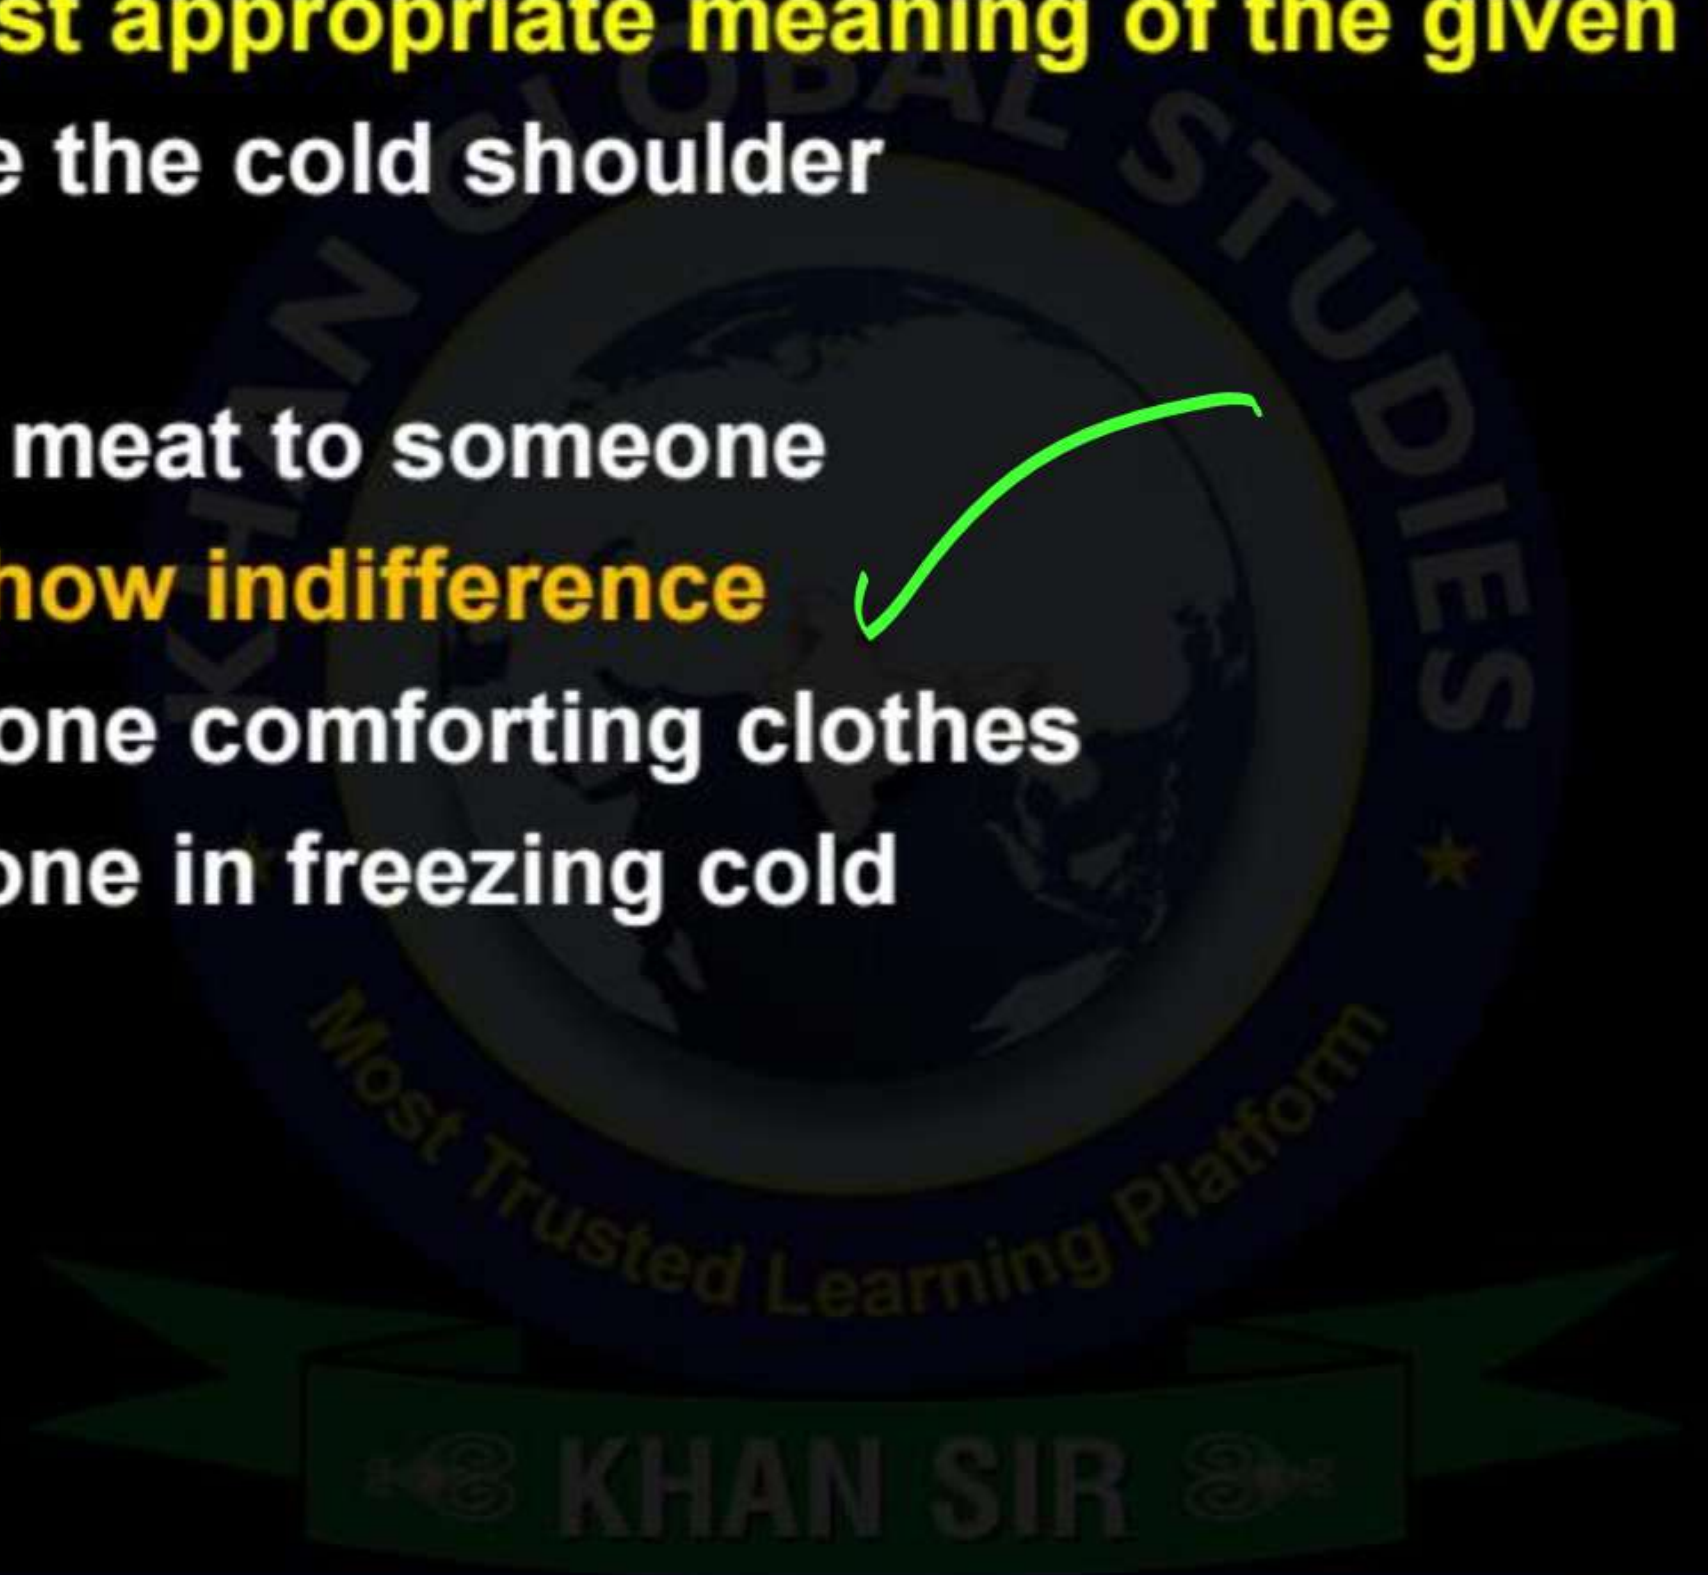 st appropriate meaning of the given
e the cold shoulder
meat to someone
how indifference
one comforting clothes
one in freezing cold
KHAN GLOBAL STUDIES
Most Trusted Learning Platform
KHAN SIR